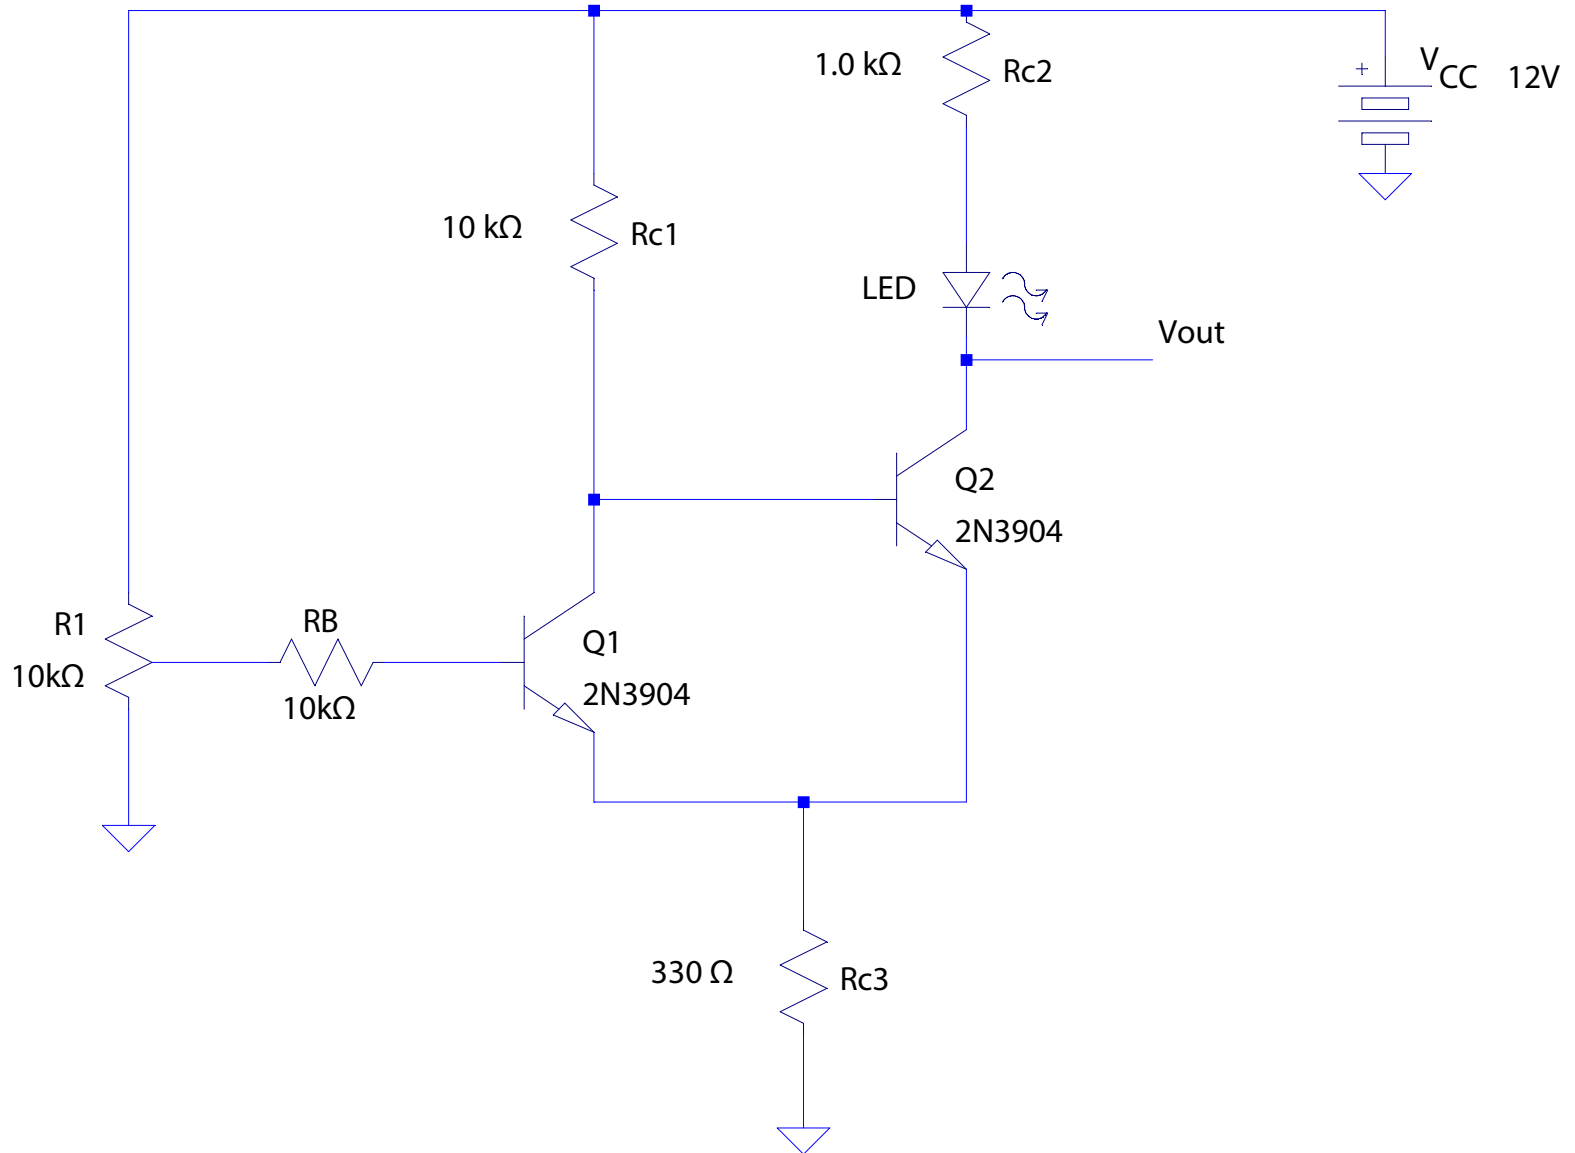 1.0 kΩ
Rc2
+
VCC 12V
10 kΩ
Rc1
LED
Vout
Q2
2N3904
R1
10kΩ
RB
10kΩ
Q1
2N3904
330 Ω
Rc3